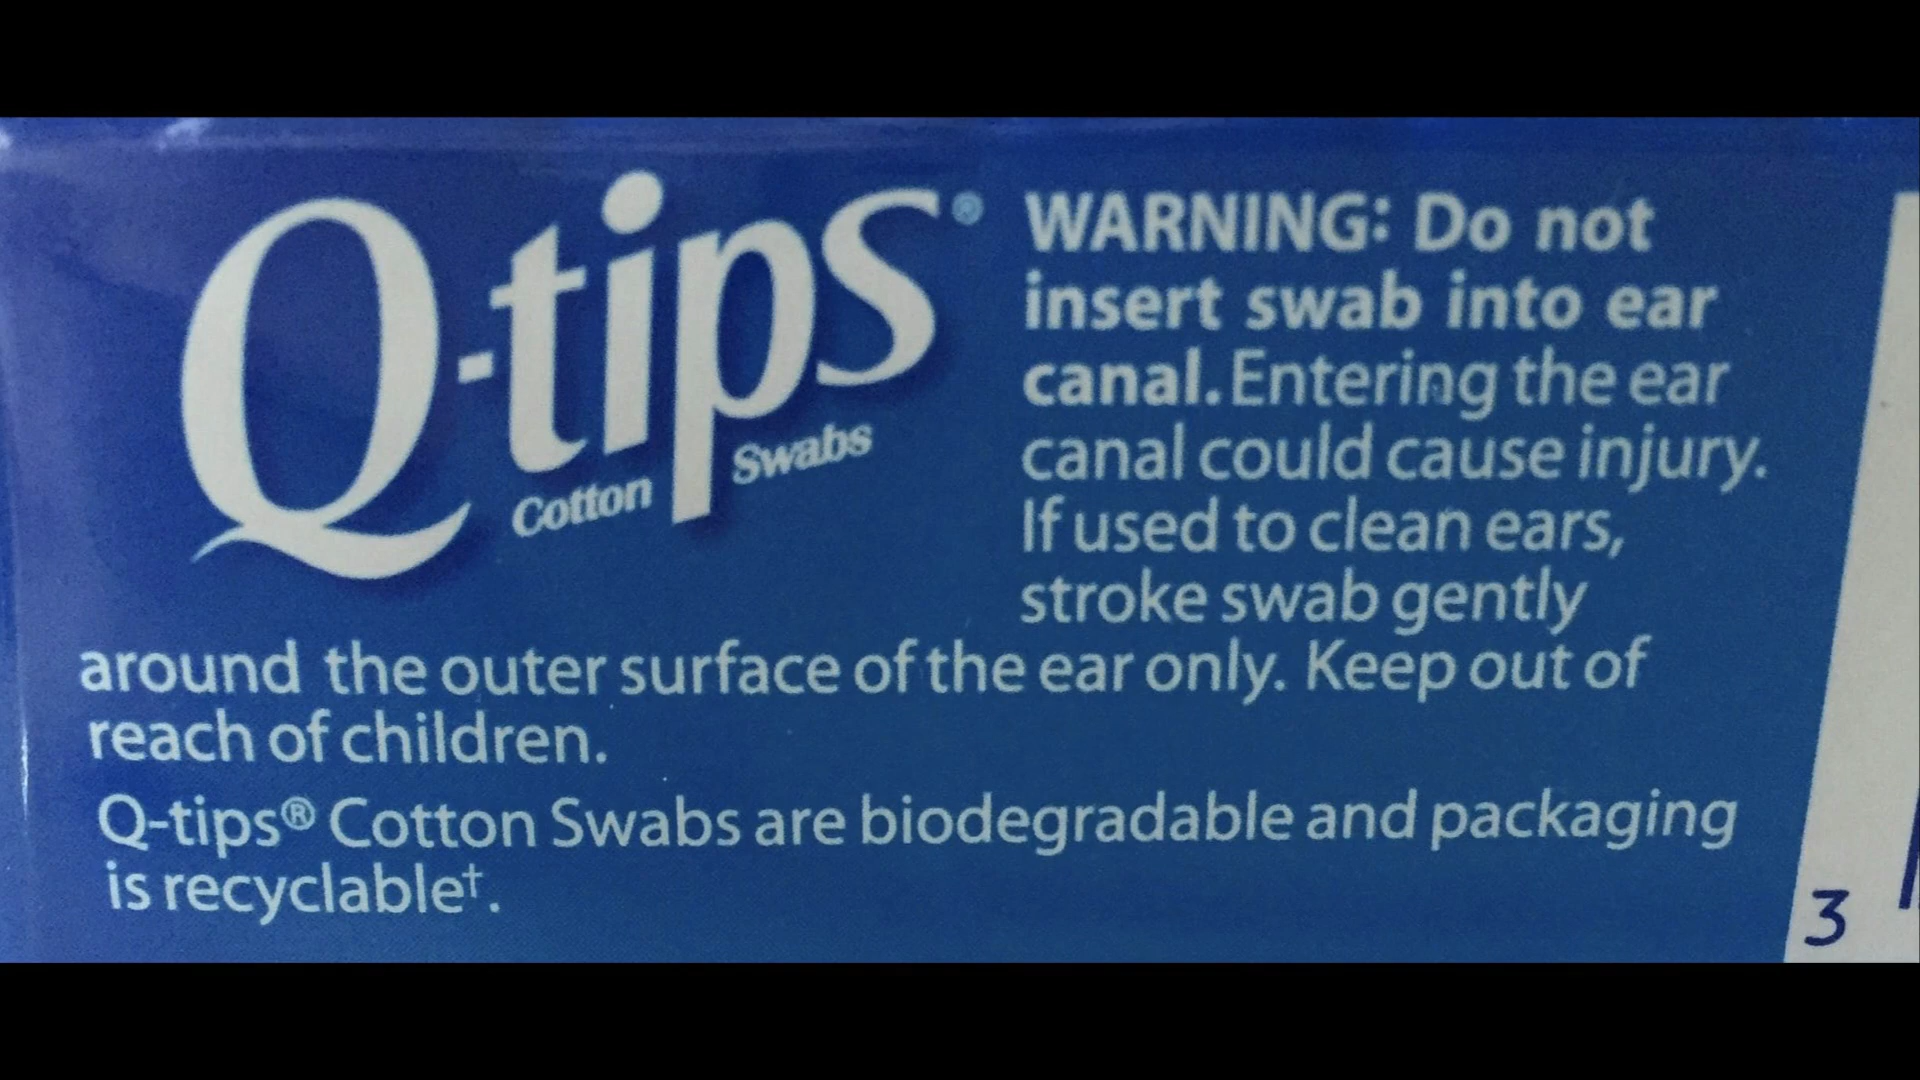 Q-tips®
Cotton Swabs
WARNING: Do not
insert swab into ear
canal. Entering the ear
canal could cause injury.
If used to clean ears,
stroke swab gently
around the outer surface of the ear only. Keep out of
reach of children.
Q-tips® Cotton Swabs are biodegradable and packaging
is recyclable†.
3